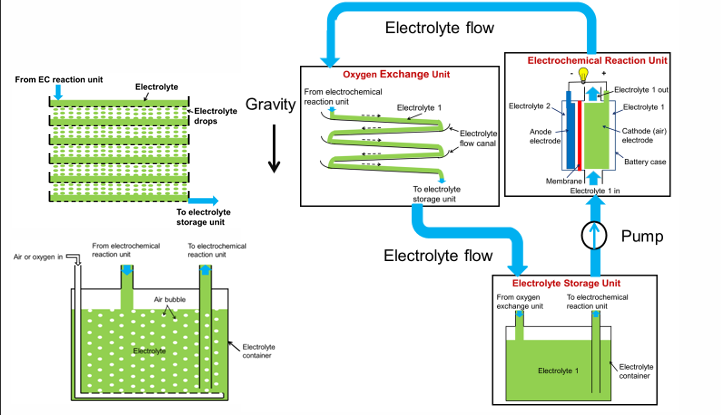 Electrolyte flow
From EC reaction unit
Electrolyte
Electrolyte
drops
To electrolyte
storage unit
Gravity
Oxygen Exchange Unit
From electrochemical
reaction unit
Electrolyte 1
Electrolyte
flow canal
To electrolyte
storage unit
Electrochemical Reaction Unit
- +
Electrolyte 1 out
Electrolyte 2
Electrolyte 1
Anode
electrode
Cathode (air)
electrode
Battery case
Membrane
Electrolyte 1 in
Pump
Electrolyte flow
Air or oxygen in
From electrochemical
reaction unit
To electrochemical
reaction unit
Air bubble
Electrolyte
Electrolyte
container
Electrolyte Storage Unit
From oxygen
exchange unit
To electrochemical
reaction unit
Electrolyte 1
Electrolyte
container